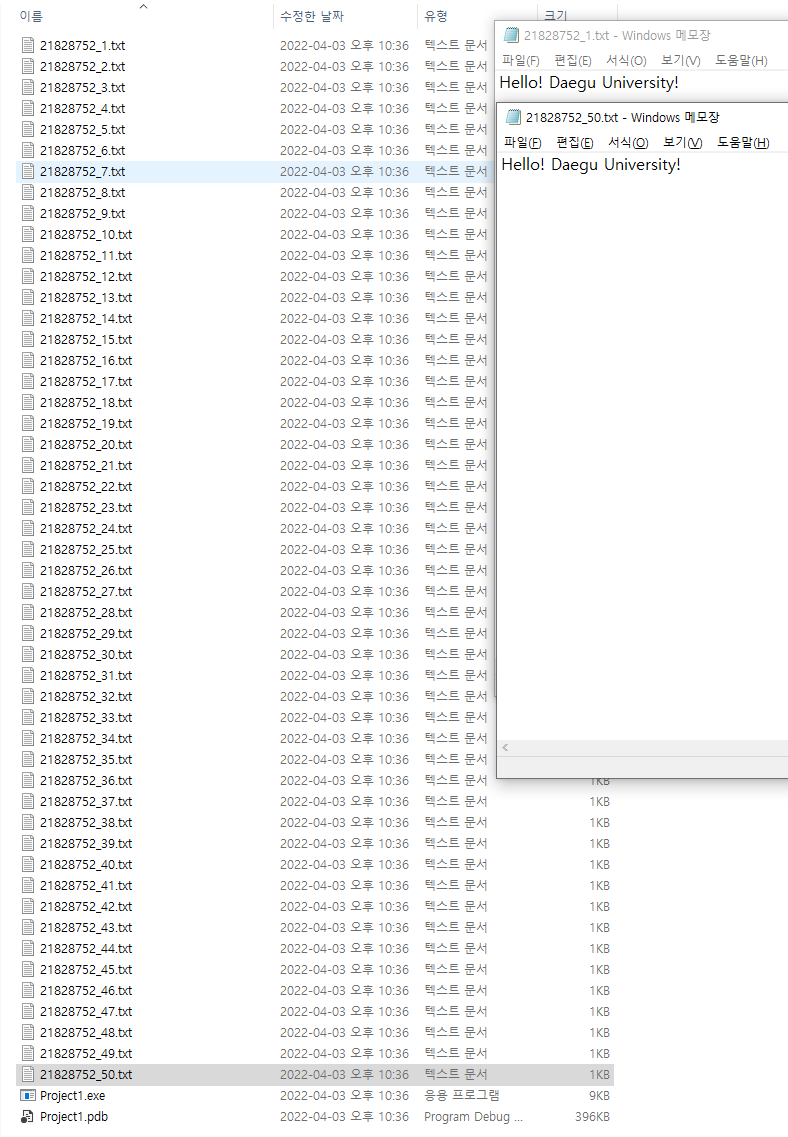 이름 수정한 날짜 유형 크기
21828752_1.txt 2022-04-03 오후 10:36 텍스트 문서
21828752_2.txt 2022-04-03 오후 10:36 텍스트 문서
21828752_3.txt 2022-04-03 오후 10:36 텍스트 문서
21828752_4.txt 2022-04-03 오후 10:36 텍스트 문서
21828752_5.txt 2022-04-03 오후 10:36 텍스트 문서
21828752_6.txt 2022-04-03 오후 10:36 텍스트 문서
21828752_7.txt 2022-04-03 오후 10:36 텍스트 문서
21828752_8.txt 2022-04-03 오후 10:36 텍스트 문서
21828752_9.txt 2022-04-03 오후 10:36 텍스트 문서
21828752_10.txt 2022-04-03 오후 10:36 텍스트 문서
21828752_11.txt 2022-04-03 오후 10:36 텍스트 문서
21828752_12.txt 2022-04-03 오후 10:36 텍스트 문서
21828752_13.txt 2022-04-03 오후 10:36 텍스트 문서
21828752_14.txt 2022-04-03 오후 10:36 텍스트 문서
21828752_15.txt 2022-04-03 오후 10:36 텍스트 문서
21828752_16.txt 2022-04-03 오후 10:36 텍스트 문서
21828752_17.txt 2022-04-03 오후 10:36 텍스트 문서
21828752_18.txt 2022-04-03 오후 10:36 텍스트 문서
21828752_19.txt 2022-04-03 오후 10:36 텍스트 문서
21828752_20.txt 2022-04-03 오후 10:36 텍스트 문서
21828752_21.txt 2022-04-03 오후 10:36 텍스트 문서
21828752_22.txt 2022-04-03 오후 10:36 텍스트 문서
21828752_23.txt 2022-04-03 오후 10:36 텍스트 문서
21828752_24.txt 2022-04-03 오후 10:36 텍스트 문서
21828752_25.txt 2022-04-03 오후 10:36 텍스트 문서
21828752_26.txt 2022-04-03 오후 10:36 텍스트 문서
21828752_27.txt 2022-04-03 오후 10:36 텍스트 문서
21828752_28.txt 2022-04-03 오후 10:36 텍스트 문서
21828752_29.txt 2022-04-03 오후 10:36 텍스트 문서
21828752_30.txt 2022-04-03 오후 10:36 텍스트 문서
21828752_31.txt 2022-04-03 오후 10:36 텍스트 문서
21828752_32.txt 2022-04-03 오후 10:36 텍스트 문서
21828752_33.txt 2022-04-03 오후 10:36 텍스트 문서
21828752_34.txt 2022-04-03 오후 10:36 텍스트 문서
21828752_35.txt 2022-04-03 오후 10:36 텍스트 문서
21828752_36.txt 2022-04-03 오후 10:36 텍스트 문서 1KB
21828752_37.txt 2022-04-03 오후 10:36 텍스트 문서 1KB
21828752_38.txt 2022-04-03 오후 10:36 텍스트 문서 1KB
21828752_39.txt 2022-04-03 오후 10:36 텍스트 문서 1KB
21828752_40.txt 2022-04-03 오후 10:36 텍스트 문서 1KB
21828752_41.txt 2022-04-03 오후 10:36 텍스트 문서 1KB
21828752_42.txt 2022-04-03 오후 10:36 텍스트 문서 1KB
21828752_43.txt 2022-04-03 오후 10:36 텍스트 문서 1KB
21828752_44.txt 2022-04-03 오후 10:36 텍스트 문서 1KB
21828752_45.txt 2022-04-03 오후 10:36 텍스트 문서 1KB
21828752_46.txt 2022-04-03 오후 10:36 텍스트 문서 1KB
21828752_47.txt 2022-04-03 오후 10:36 텍스트 문서 1KB
21828752_48.txt 2022-04-03 오후 10:36 텍스트 문서 1KB
21828752_49.txt 2022-04-03 오후 10:36 텍스트 문서 1KB
21828752_50.txt 2022-04-03 오후 10:36 텍스트 문서 1KB
Project1.exe 2022-04-03 오후 10:36 응용 프로그램 9KB
Project1.pdb 2022-04-03 오후 10:36 Program Debug ... 396KB
21828752_1.txt - Windows 메모장
파일(F) 편집(E) 서식(O) 보기(V) 도움말(H)
Hello! Daegu University!
21828752_50.txt - Windows 메모장
파일(F) 편집(E) 서식(O) 보기(V) 도움말(H)
Hello! Daegu University!